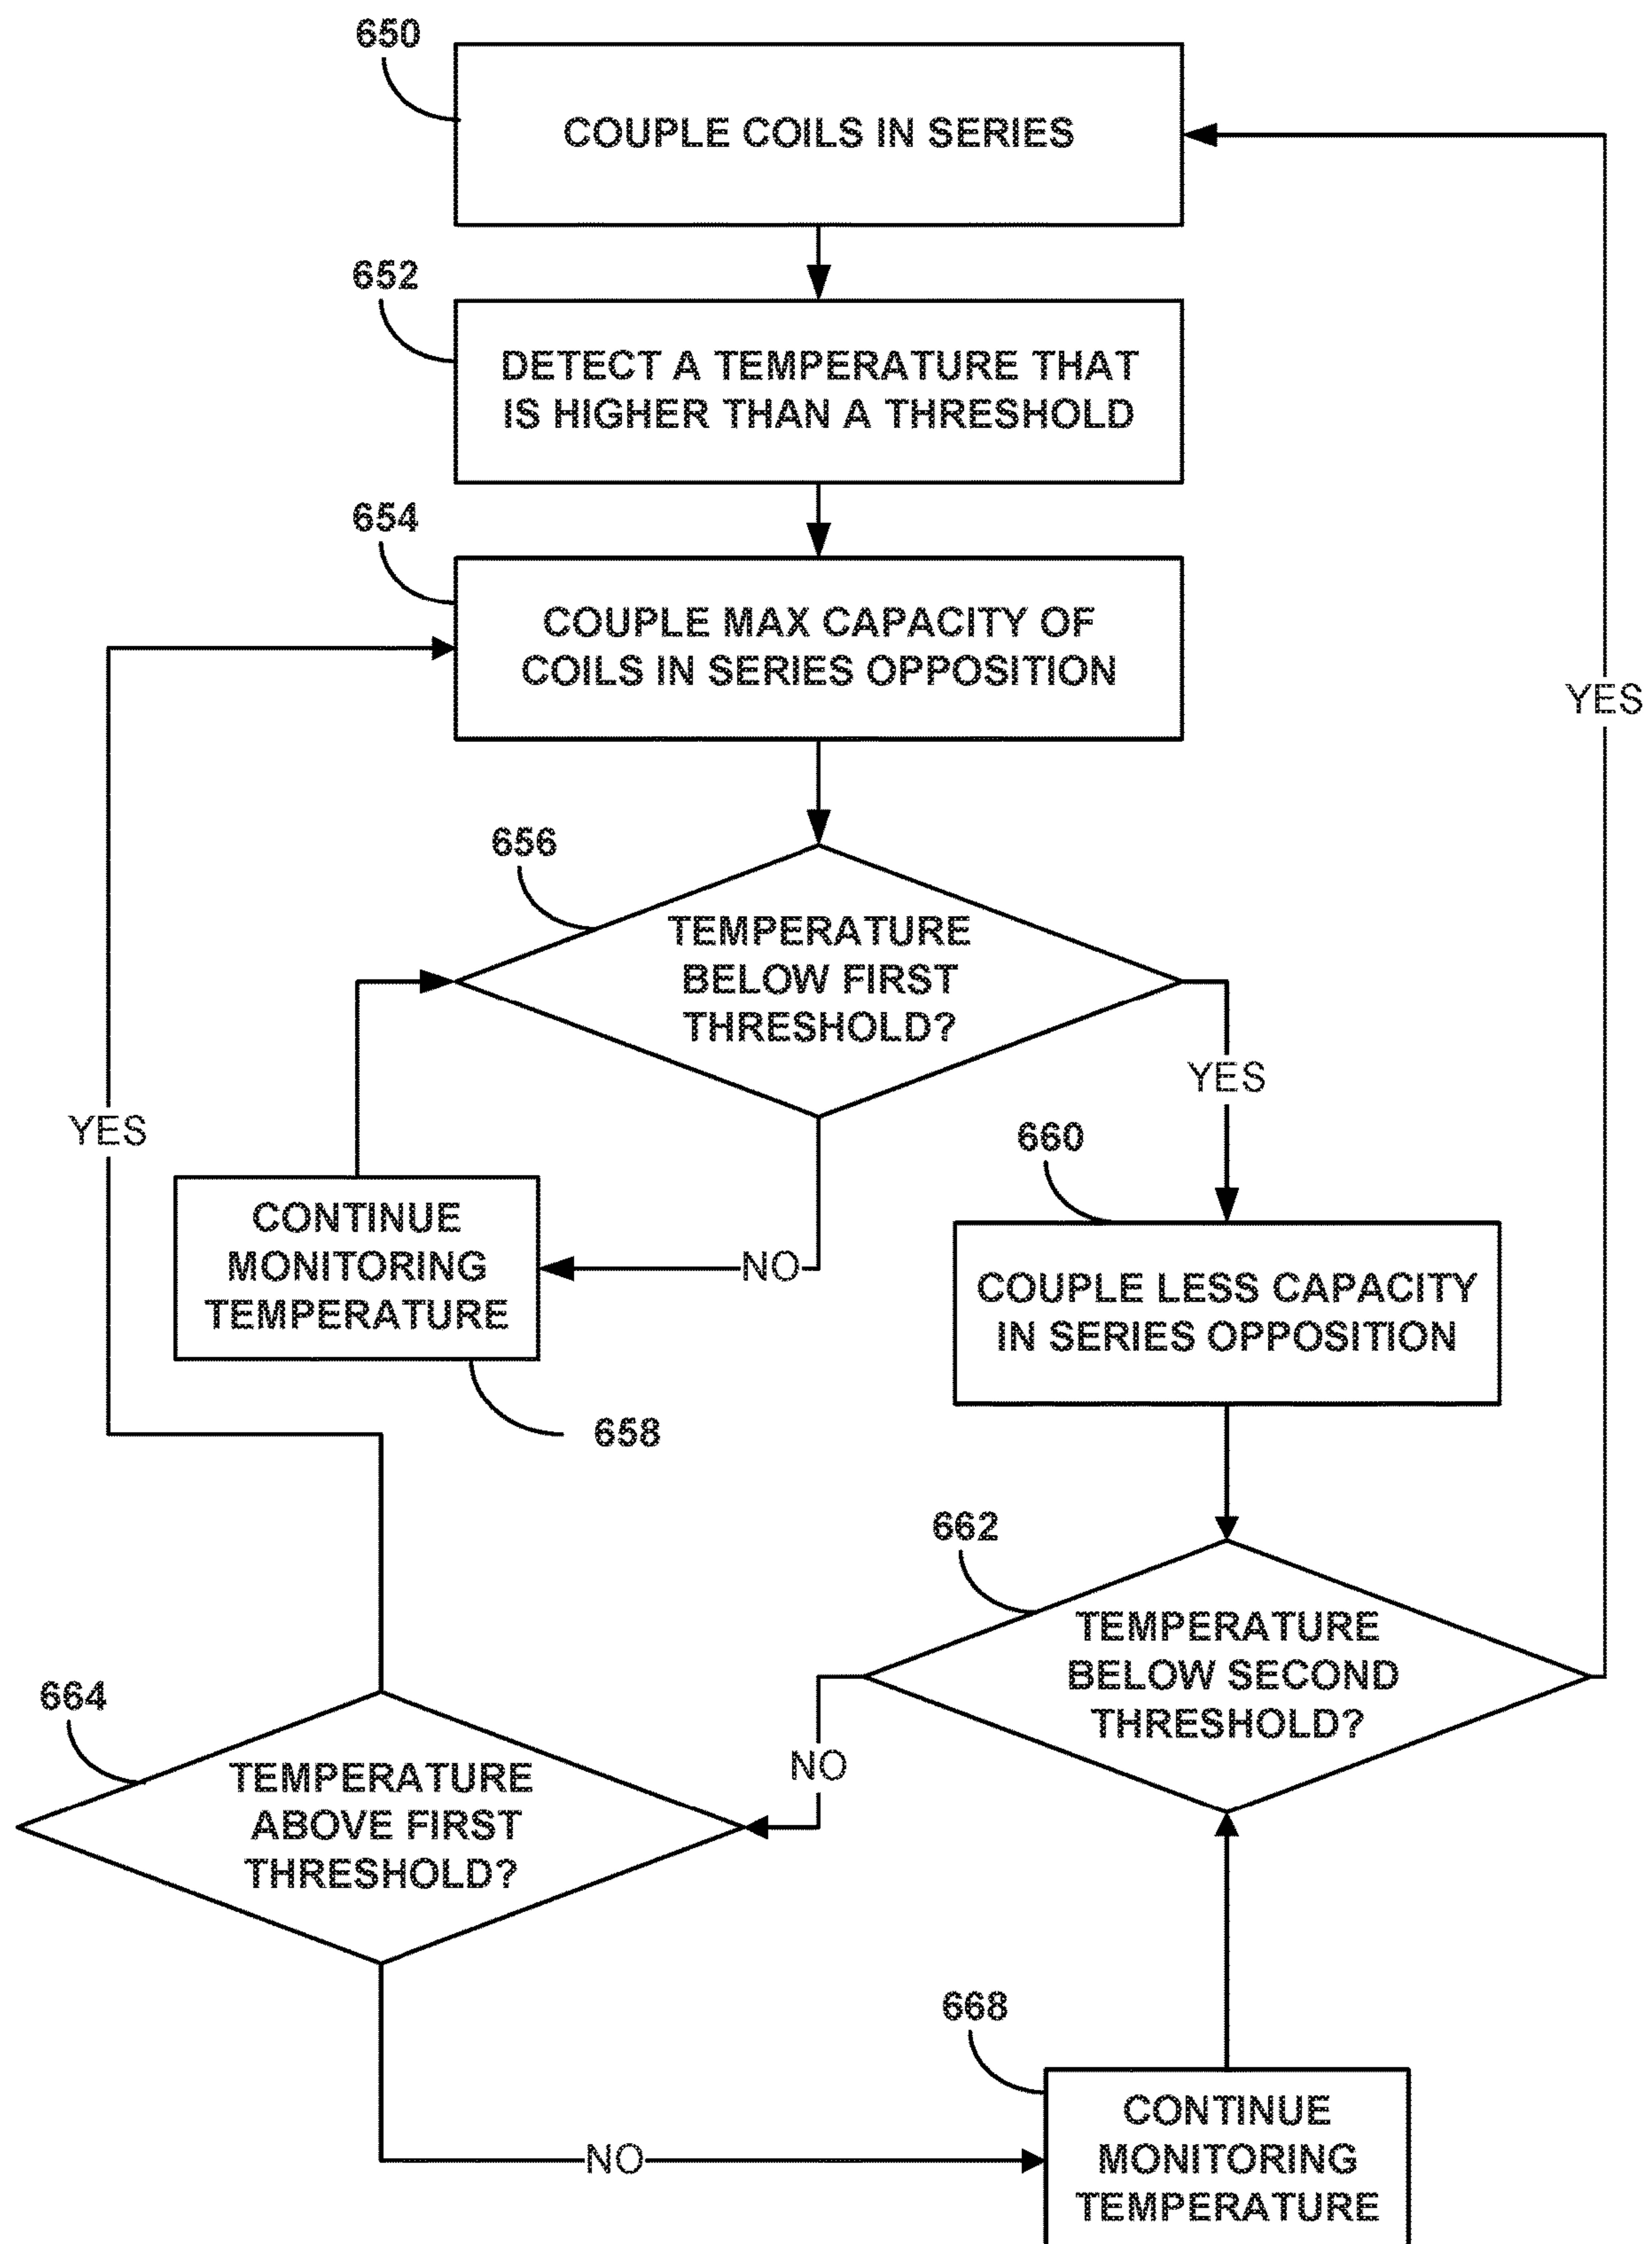 650
COUPLE COILS IN SERIES
652
DETECT A TEMPERATURE THAT
IS HIGHER THAN A THRESHOLD
654
COUPLE MAX CAPACITY OF
COILS IN SERIES OPPOSITION
YES
656
TEMPERATURE
BELOW FIRST
THRESHOLD?
YES
YES
660
CONTINUE
MONITORING
TEMPERATURE
NO
COUPLE LESS CAPACITY
IN SERIES OPPOSITION
658
662
TEMPERATURE
BELOW SECOND
THRESHOLD?
664
NO
TEMPERATURE
ABOVE FIRST
THRESHOLD?
668
NO
CONTINUE
MONITORING
TEMPERATURE